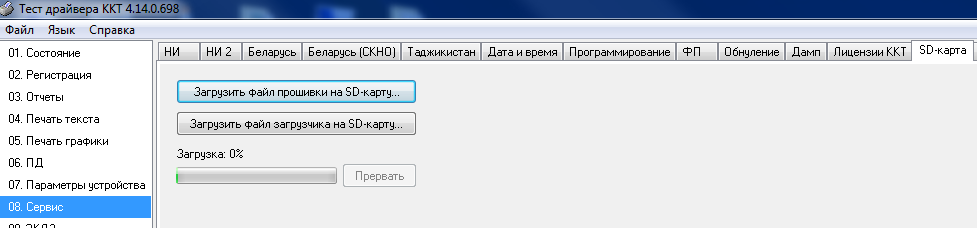 Тест драйвера ККТ 4.14.0.698
Файл Язык Справка
01. Состояние
02. Регистрация
03. Отчеты
04. Печать текста
05. Печать графики
06. ПД
07. Параметры устройства
08. Сервис
НИ НИ 2 Беларусь Беларусь (СКНО) Таджикистан Дата и время Программирование ФП Обнуление Дамп Лицензии ККТ SD-карта
Загрузить файл прошивки на SD-карту...
Загрузить файл загрузчика на SD-карту...
Загрузка: 0%
Прервать